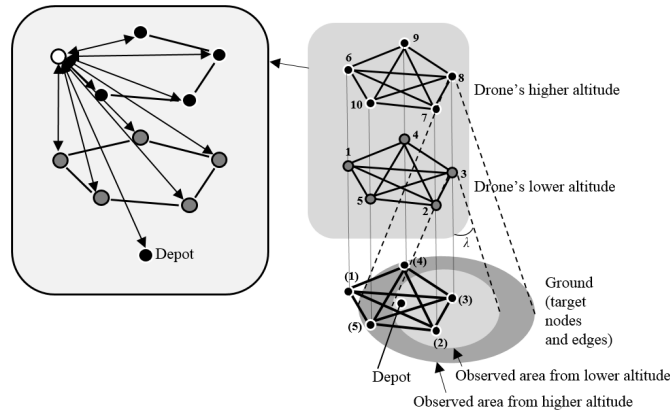 9
6
8
10
7
Drone's higher altitude
4
1
3
5
2
Drone's lower altitude
Depot
λ
(4)
(1)
(3)
(5)
(2)
Ground
(target
nodes
and edges)
Depot
Observed area from lower altitude
Observed area from higher altitude